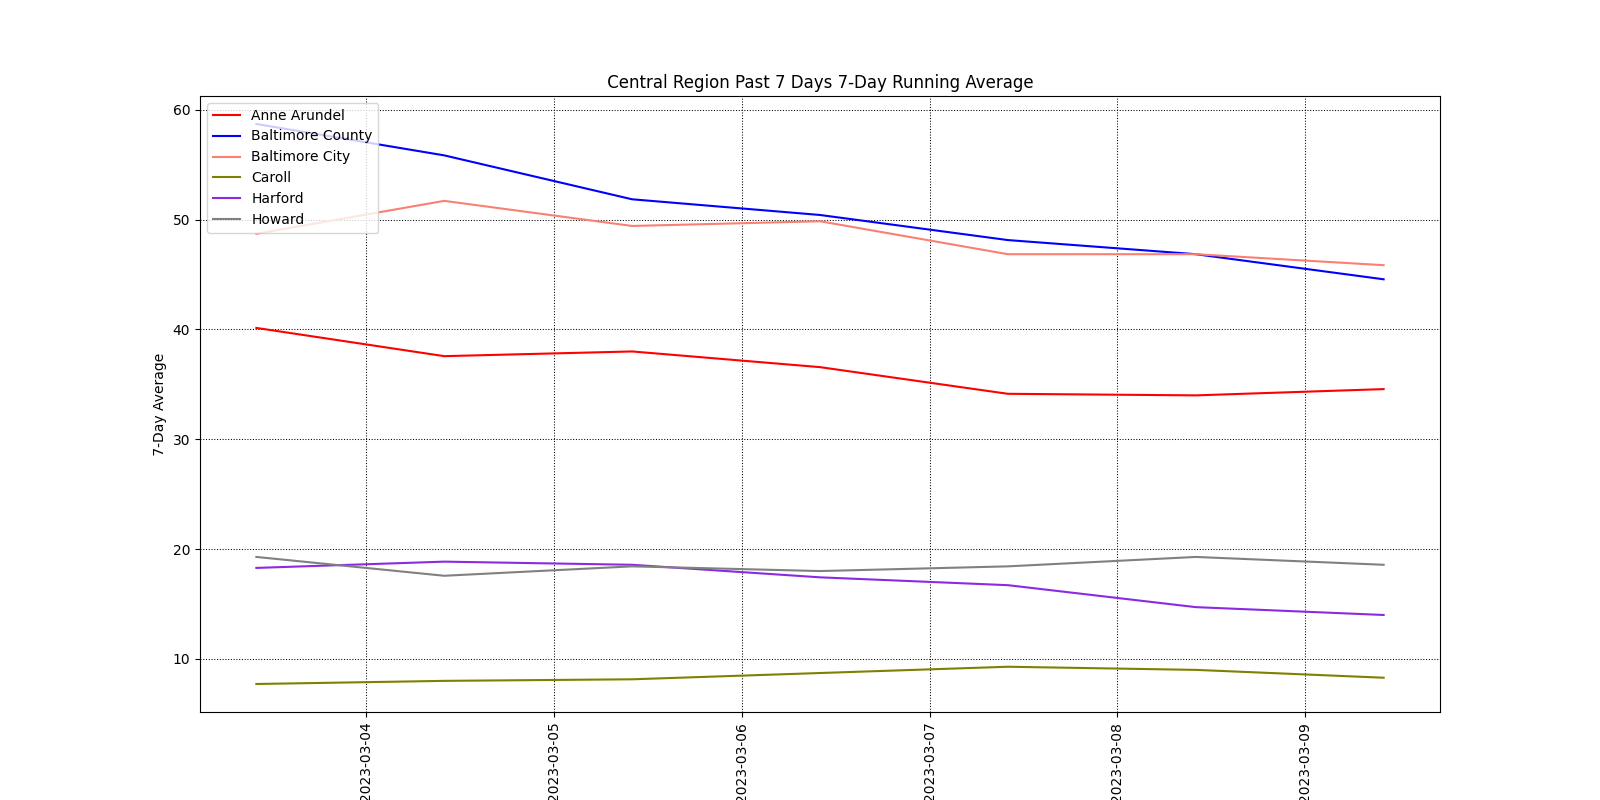 Central Region Past 7 Days 7-Day Running Average
Anne Arundel
Baltimore County
Baltimore City
Caroll
Harford
Howard
7-Day Average
60
50
40
30
20
10
2023-03-04
2023-03-05
2023-03-06
2023-03-07
2023-03-08
2023-03-09